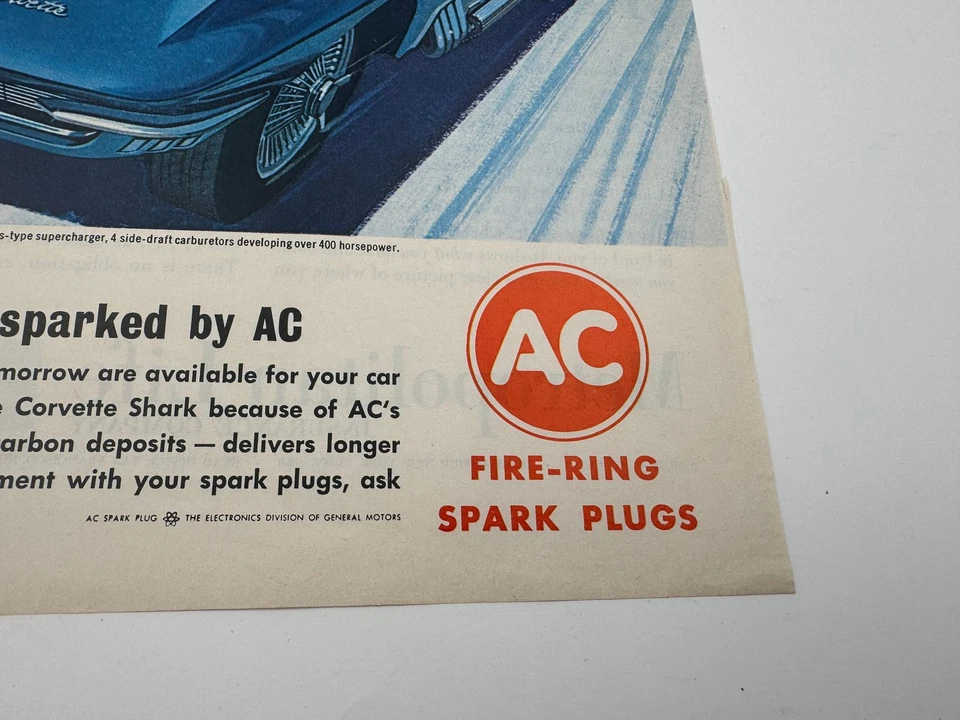 s-type supercharger, 4 side-draft carburetors developing over 400 horsepower.
sparked by AC
morrow are available for your car
e Corvette Shark because of AC's
carbon deposits — delivers longer
ment with your spark plugs, ask
AC SPARK PLUG THE ELECTRONICS DIVISION OF GENERAL MOTORS
AC
FIRE-RING
SPARK PLUGS